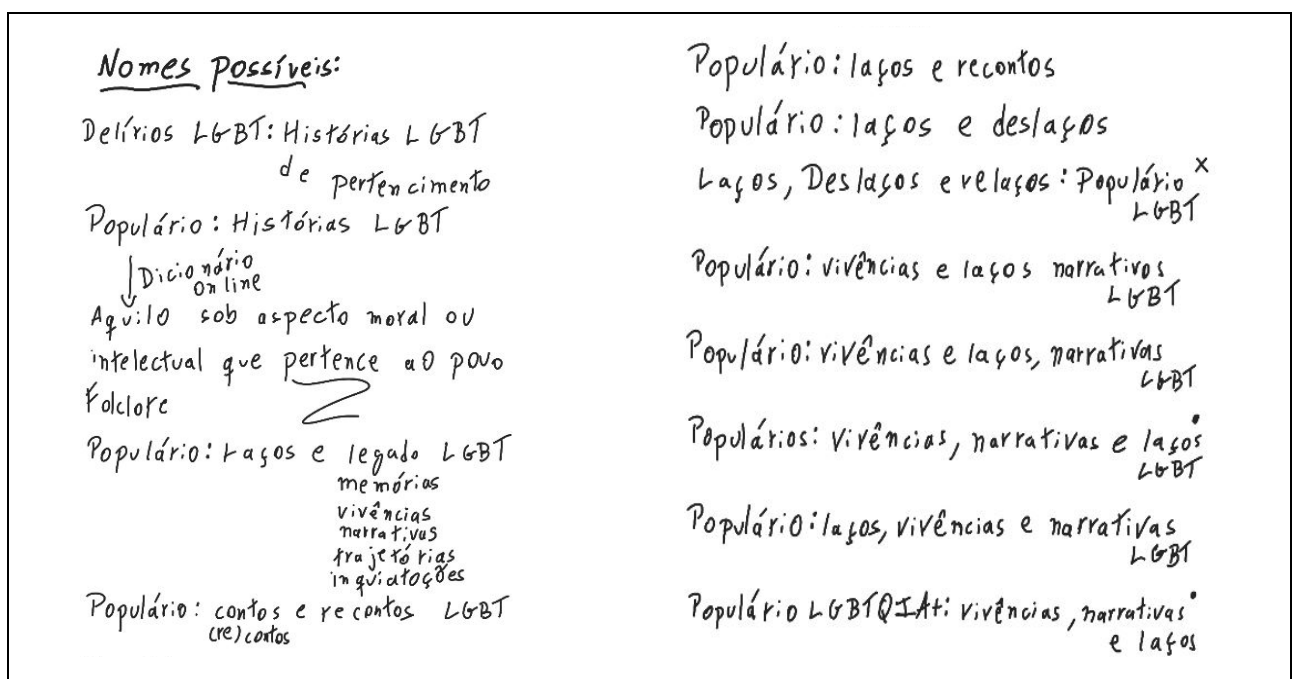 Nomes possíveis:
Delírios LGBT: Histórias LGBT
de pertencimento
Populário: Histórias LGBT
Dicionário
online
Aquilo sob aspecto moral ou
intelectual que pertence ao povo
Folclore
Populário: Laços e legado LGBT
memórias
vivências
narrativas
trajetórias
inquiatações
Populário: contos e recontos LGBT
(re)contos
Populário: laços e recontos
Populário: laços e deslaços
Laços, Deslaços e relaços: Populário x
LGBT
Populário: vivências e laços narrativos
LGBT
Populário: vivências e laços, narrativas
LGBT
Populários: vivências, narrativas e laços
LGBT
Populário: laços, vivências e narrativas
LGBT
Populário LGBTQIA+: vivências, narrativas
e laços